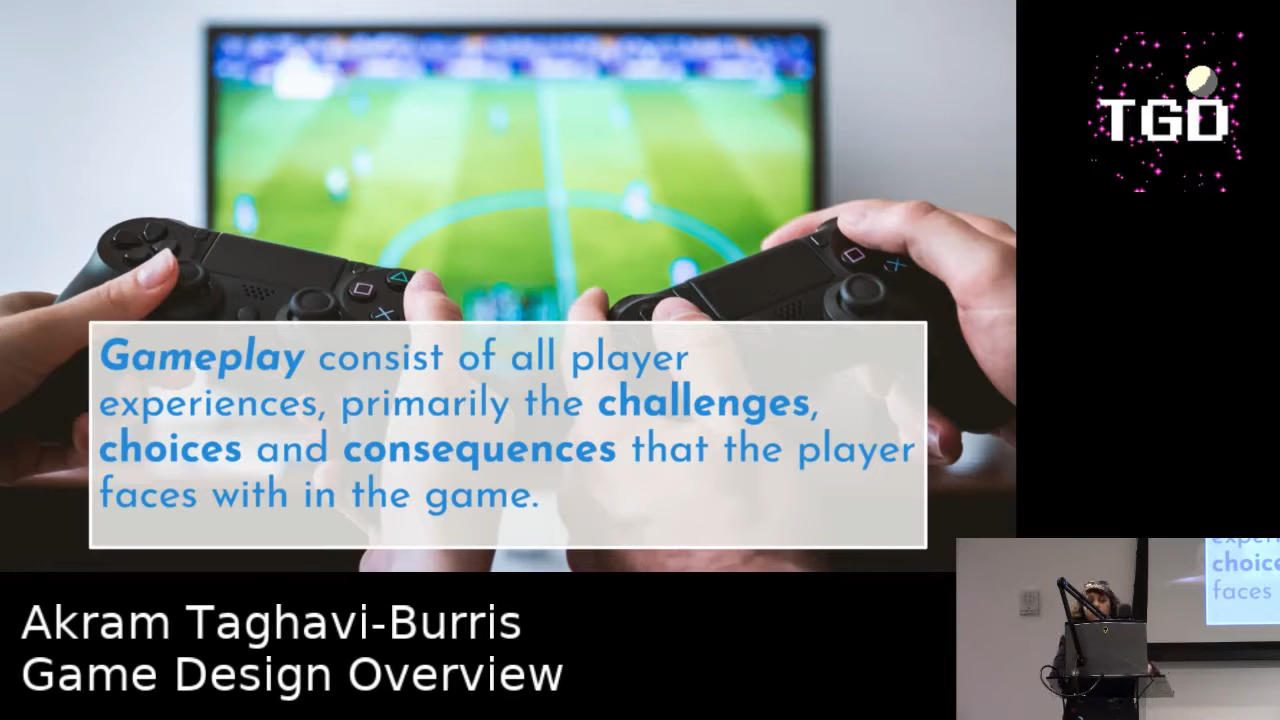 TGD
Gameplay consist of all player
experiences, primarily the challenges,
choices and consequences that the player
faces with in the game.
choice
faces
Akram Taghavi-Burris
Game Design Overview